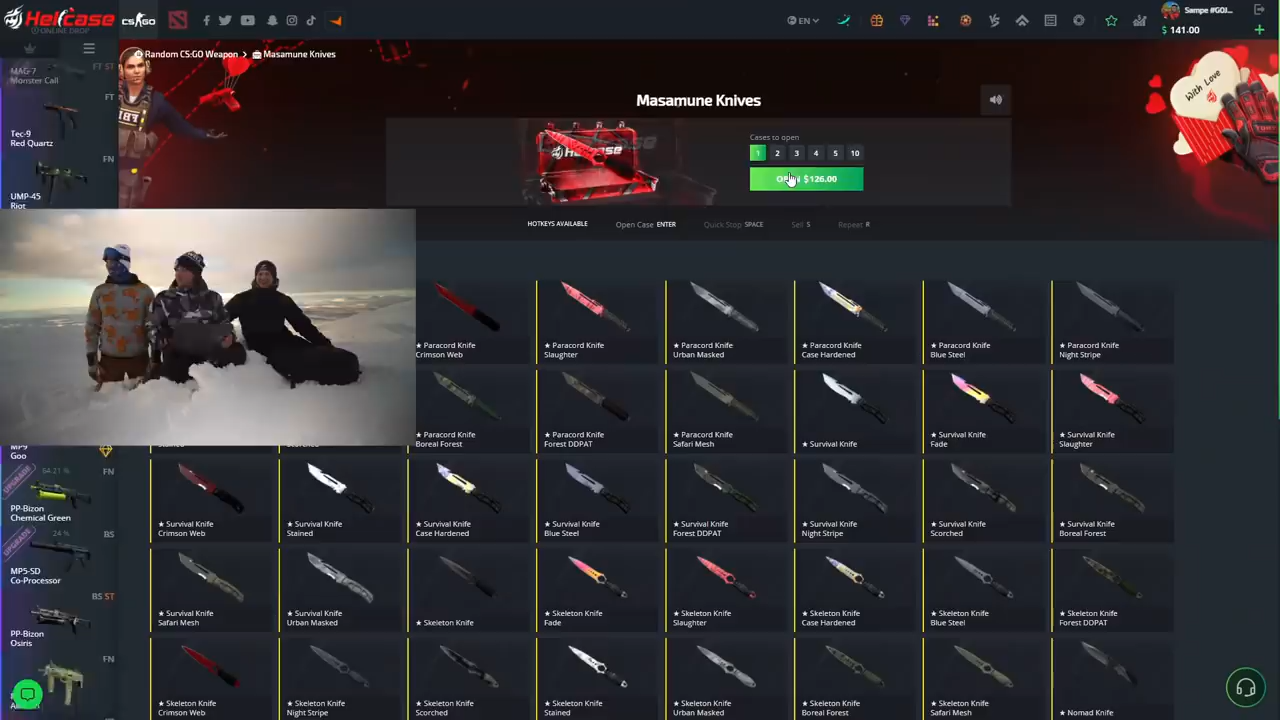 Hellcase
ONLINE DROP
CS:GO
EN
Sampe #GOJ...
$ 141.00
Random CS:GO Weapon > Masamune Knives
MAG-7
Monster Call
FT ST
FT
Tec-9
Red Quartz
FN
UMP-45
Riot
With Love
Masamune Knives
Cases to open
1 2 3 4 5 10
$126.00
HOTKEYS AVAILABLE
Open Case ENTER
Quick Stop SPACE
Sell S
Repeat R
★ Paracord Knife
Crimson Web
★ Paracord Knife
Slaughter
★ Paracord Knife
Urban Masked
★ Paracord Knife
Case Hardened
★ Paracord Knife
Blue Steel
★ Paracord Knife
Night Stripe
★ Paracord Knife
Boreal Forest
★ Paracord Knife
Forest DDPAT
★ Paracord Knife
Safari Mesh
★ Survival Knife
★ Survival Knife
Fade
★ Survival Knife
Slaughter
MP9
Goo
UPGRADE
64.21 %
FN
PP-Bizon
Chemical Green
UPGRADE
24 %
BS
MP5-SD
Co-Processor
BS ST
PP-Bizon
Osiris
FN
★ Survival Knife
Crimson Web
★ Survival Knife
Stained
★ Survival Knife
Case Hardened
★ Survival Knife
Blue Steel
★ Survival Knife
Forest DDPAT
★ Survival Knife
Night Stripe
★ Survival Knife
Scorched
★ Survival Knife
Boreal Forest
★ Survival Knife
Safari Mesh
★ Survival Knife
Urban Masked
★ Skeleton Knife
★ Skeleton Knife
Fade
★ Skeleton Knife
Slaughter
★ Skeleton Knife
Case Hardened
★ Skeleton Knife
Blue Steel
★ Skeleton Knife
Forest DDPAT
★ Skeleton Knife
Crimson Web
★ Skeleton Knife
Night Stripe
★ Skeleton Knife
Scorched
★ Skeleton Knife
Stained
★ Skeleton Knife
Urban Masked
★ Skeleton Knife
Boreal Forest
★ Skeleton Knife
Safari Mesh
★ Nomad Knife